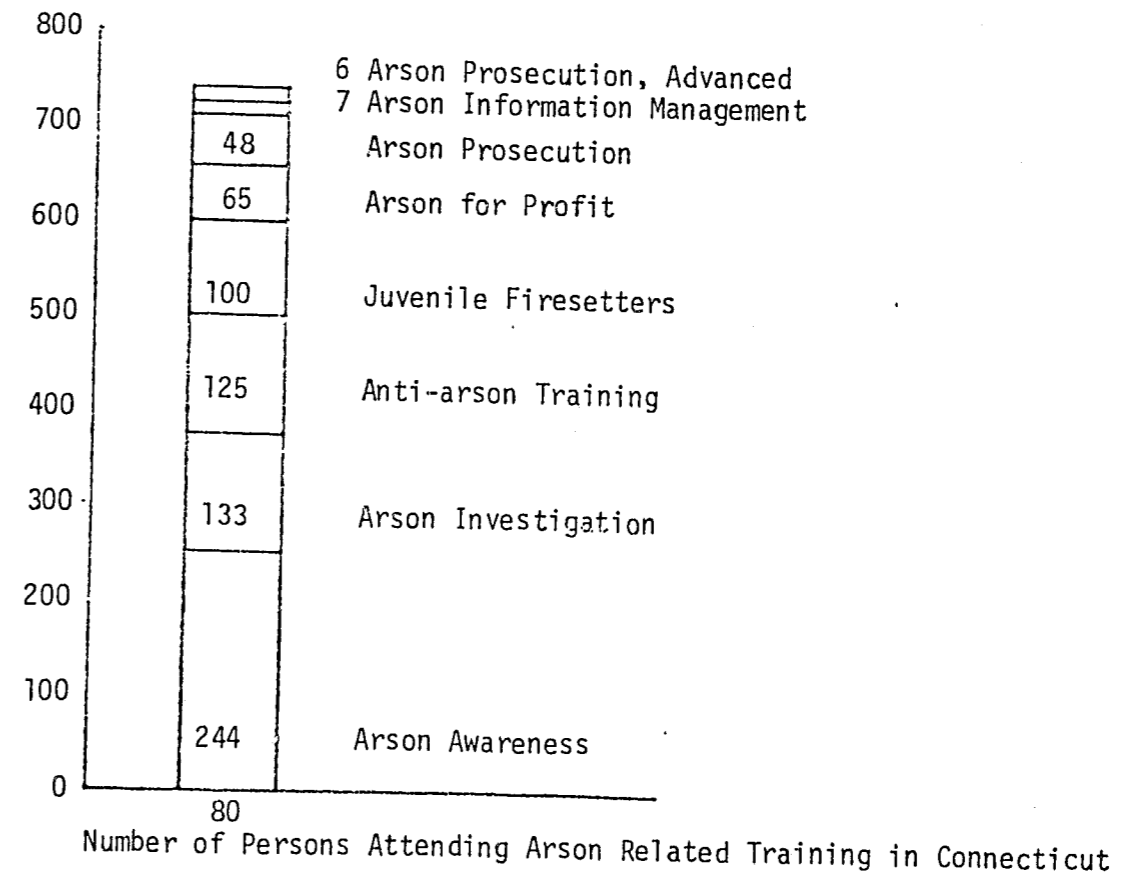 800
6 Arson Prosecution, Advanced
7 Arson Information Management
700
48 Arson Prosecution
65 Arson for Profit
600
100 Juvenile Firesetters
500
125 Anti-arson Training
400
300
133 Arson Investigation
200
100
244 Arson Awareness
0
80
Number of Persons Attending Arson Related Training in Connecticut